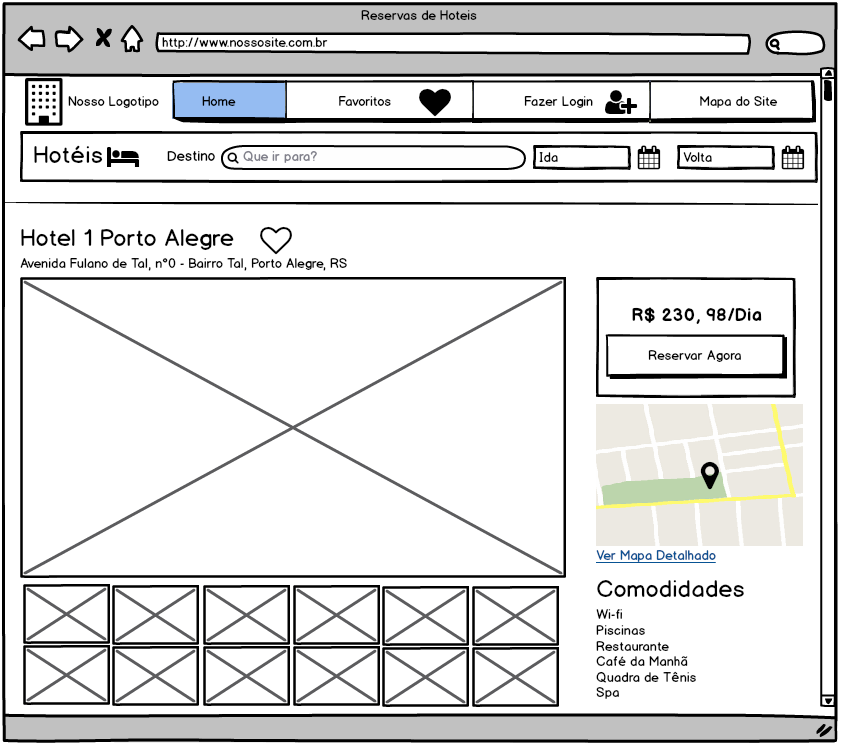 Reservas de Hoteis
http://www.nossosite.com.br
Nosso Logotipo
Home
Favoritos
Fazer Login
Mapa do Site
Hotéis
Destino
Que ir para?
Ida
Volta
Hotel 1 Porto Alegre
Avenida Fulano de Tal, n°0 - Bairro Tal, Porto Alegre, RS
R$ 230, 98/Dia
Reservar Agora
Ver Mapa Detalhado
Comodidades
Wi-fi
Piscinas
Restaurante
Café da Manhã
Quadra de Tênis
Spa